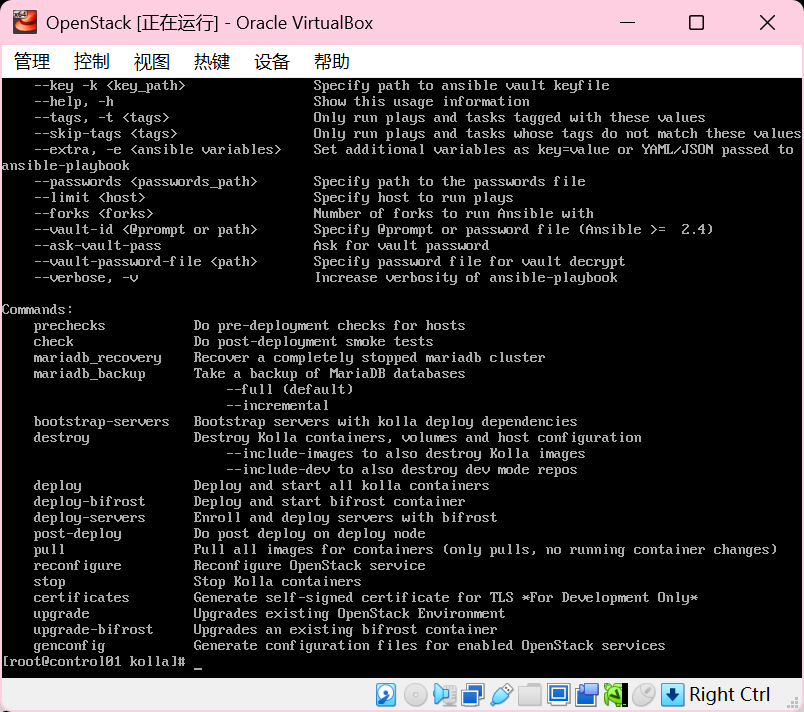 OpenStack [正在运行] - Oracle VirtualBox
管理 控制 视图 热键 设备 帮助
--key -k <key_path> Specify path to ansible vault keyfile
--help, -h Show this usage information
--tags, -t <tags> Only run plays and tasks tagged with these values
--skip-tags <tags> Only run plays and tasks whose tags do not match these values
--extra, -e <ansible variables> Set additional variables as key=value or YAML/JSON passed to
ansible-playbook
--passwords <passwords_path> Specify path to the passwords file
--limit <host> Specify host to run plays
--forks <forks> Number of forks to run Ansible with
--vault-id <@prompt or path> Specify @prompt or password file (Ansible >=  2.4)
--ask-vault-pass Ask for vault password
--vault-password-file <path> Specify password file for vault decrypt
--verbose, -v Increase verbosity of ansible-playbook
Commands:
prechecks Do pre-deployment checks for hosts
check Do post-deployment smoke tests
mariadb_recovery Recover a completely stopped mariadb cluster
mariadb_backup Take a backup of MariaDB databases
--full (default)
--incremental
bootstrap-servers Bootstrap servers with kolla deploy dependencies
destroy Destroy Kolla containers, volumes and host configuration
--include-images to also destroy Kolla images
--include-dev to also destroy dev mode repos
deploy Deploy and start all kolla containers
deploy-bifrost Deploy and start bifrost container
deploy-servers Enroll and deploy servers with bifrost
post-deploy Do post deploy on deploy node
pull Pull all images for containers (only pulls, no running container changes)
reconfigure Reconfigure OpenStack service
stop Stop Kolla containers
certificates Generate self-signed certificate for TLS *For Development Only*
upgrade Upgrades existing OpenStack Environment
upgrade-bifrost Upgrades an existing bifrost container
genconfig Generate configuration files for enabled OpenStack services
[root@control01 kolla]# _
Right Ctrl